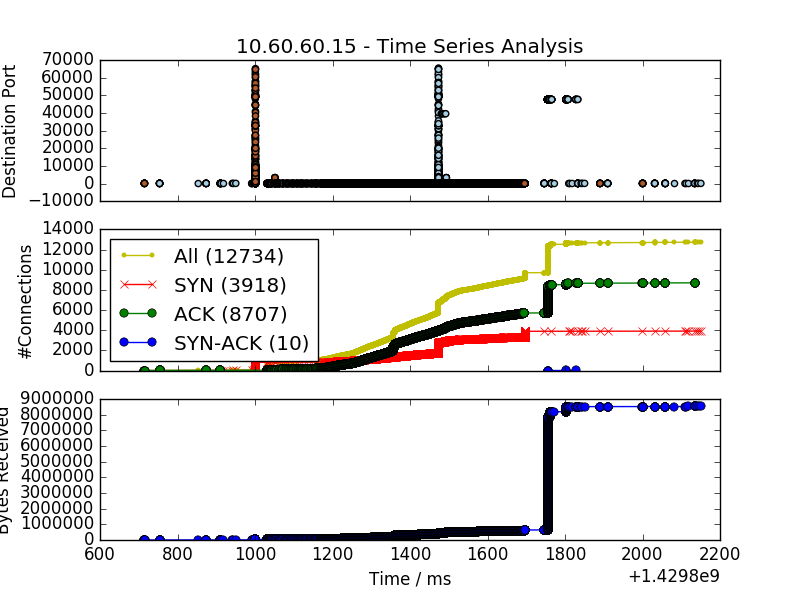 10.60.60.15 - Time Series Analysis
Destination Port
70000
60000
50000
40000
30000
20000
10000
0
−10000
#Connections
14000
12000
10000
8000
6000
4000
2000
0
All (12734)
SYN (3918)
ACK (8707)
SYN-ACK (10)
Bytes Received
9000000
8000000
7000000
6000000
5000000
4000000
3000000
2000000
1000000
0
600 800 1000 1200 1400 1600 1800 2000 2200
Time / ms
+1.4298e9